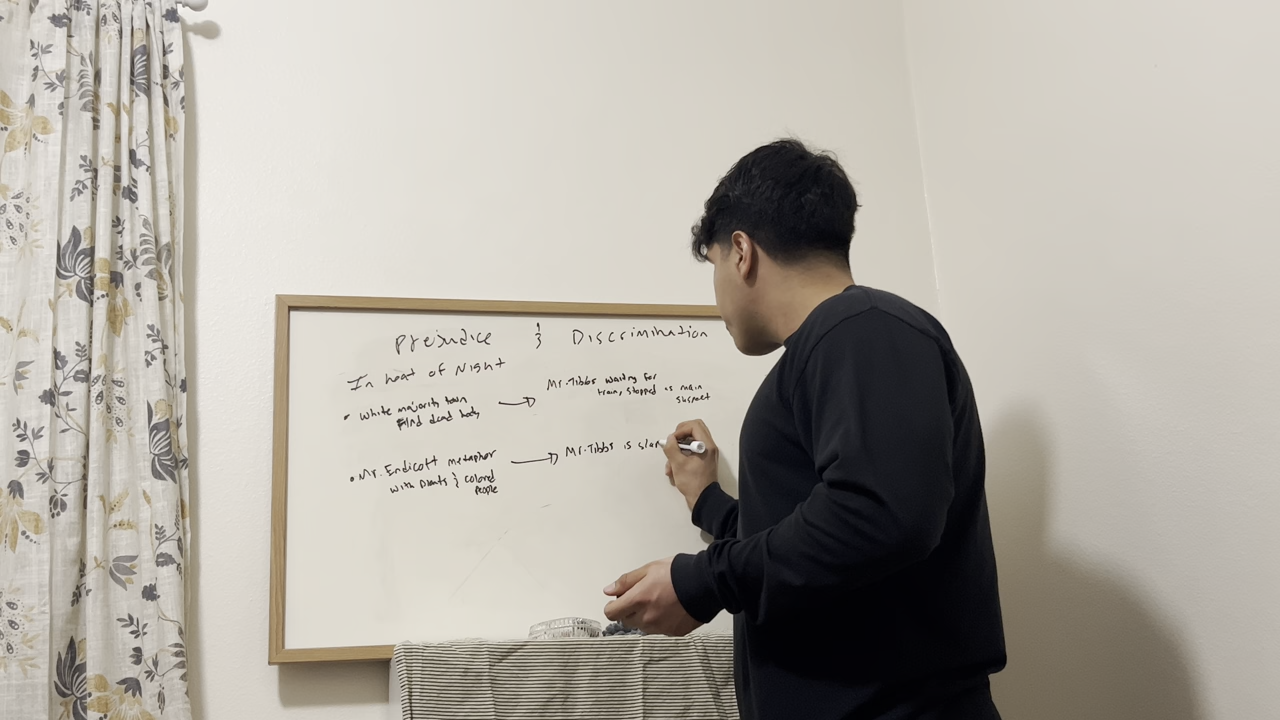 Prejudice & Discrimination
In heat of Night
• White majority town
find dead body
Mr. Tibbs waiting for
train, stopped as main
suspect
• Mr. Endicott metaphor
with plants & colored
people
Mr. Tibbs is slap